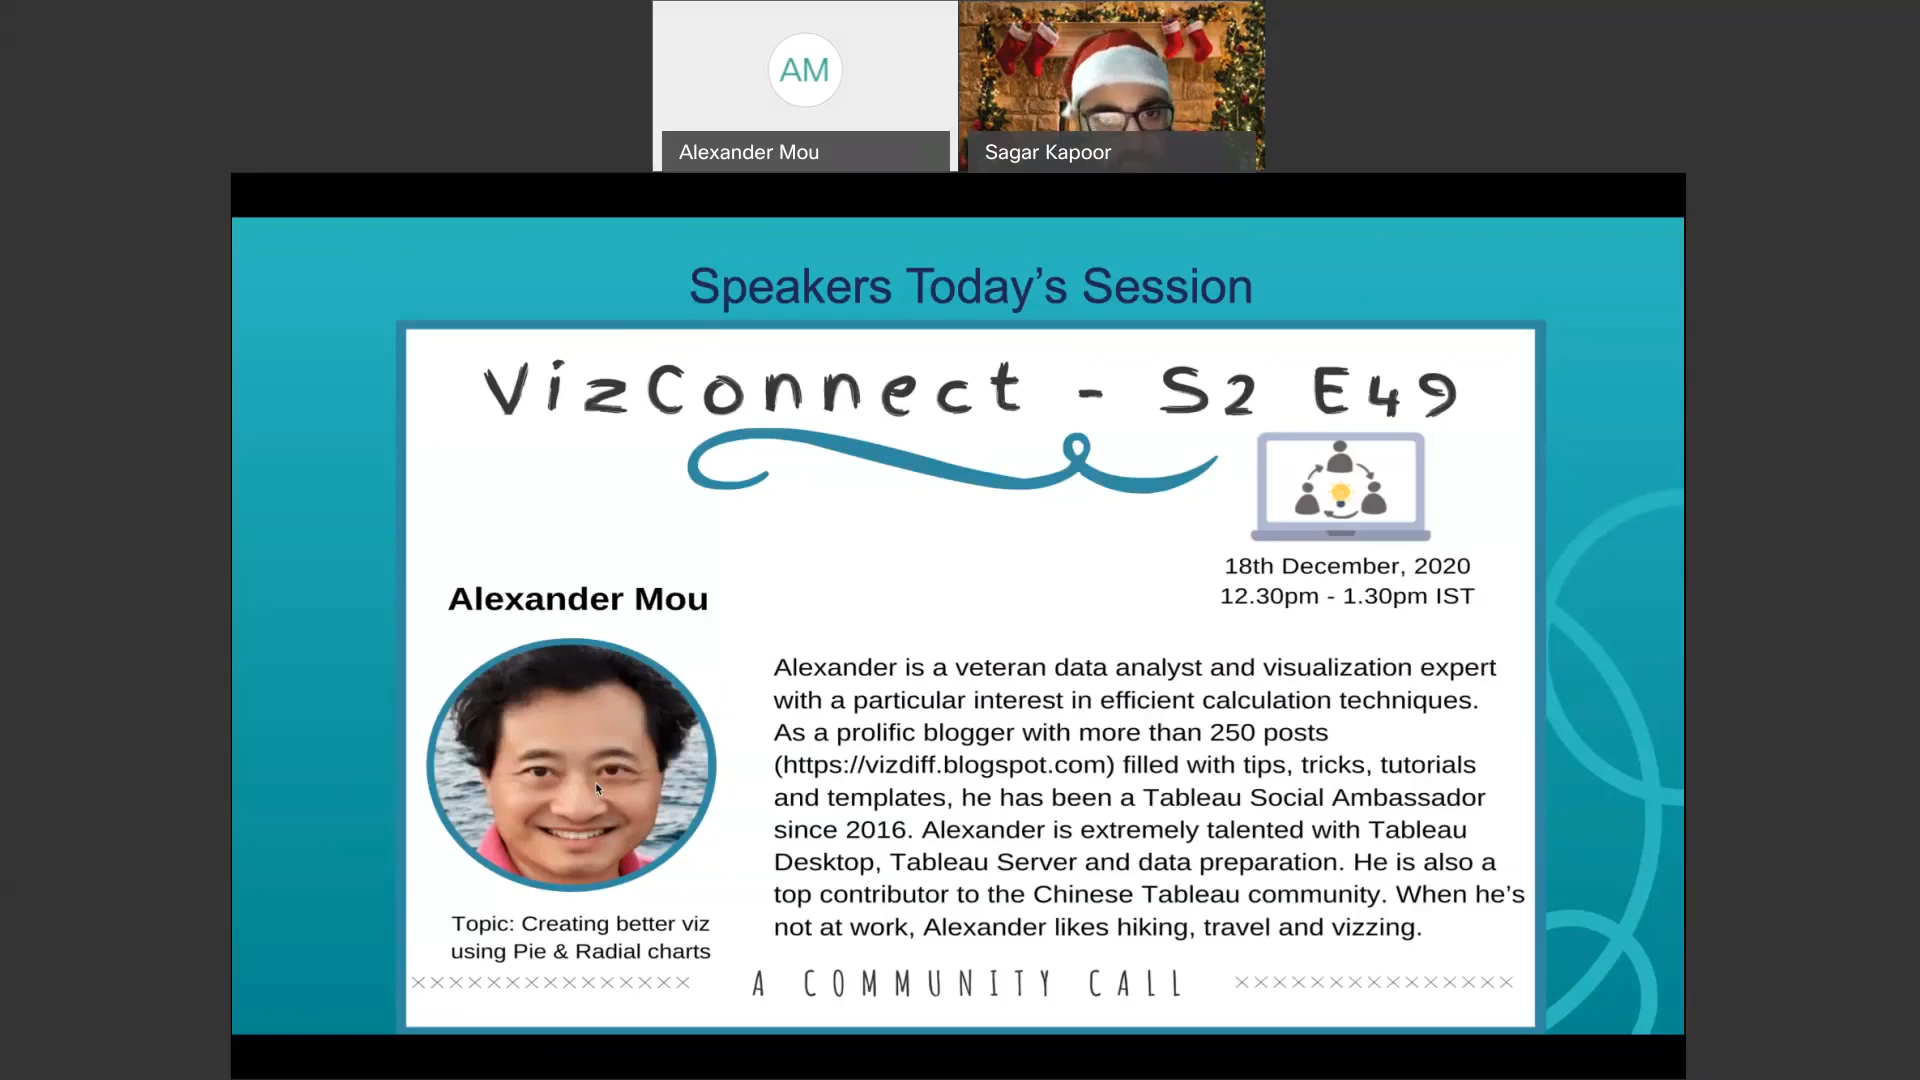 AM
Alexander Mou
Sagar Kapoor
Speakers Today's Session
VizConnect - S2 E49
18th December, 2020
12.30pm - 1.30pm IST
Alexander Mou
Alexander is a veteran data analyst and visualization expert
with a particular interest in efficient calculation techniques.
As a prolific blogger with more than 250 posts
(https://vizdiff.blogspot.com) filled with tips, tricks, tutorials
and templates, he has been a Tableau Social Ambassador
since 2016. Alexander is extremely talented with Tableau
Desktop, Tableau Server and data preparation. He is also a
top contributor to the Chinese Tableau community. When he’s
not at work, Alexander likes hiking, travel and vizzing.
Topic: Creating better viz
using Pie & Radial charts
A COMMUNITY CALL